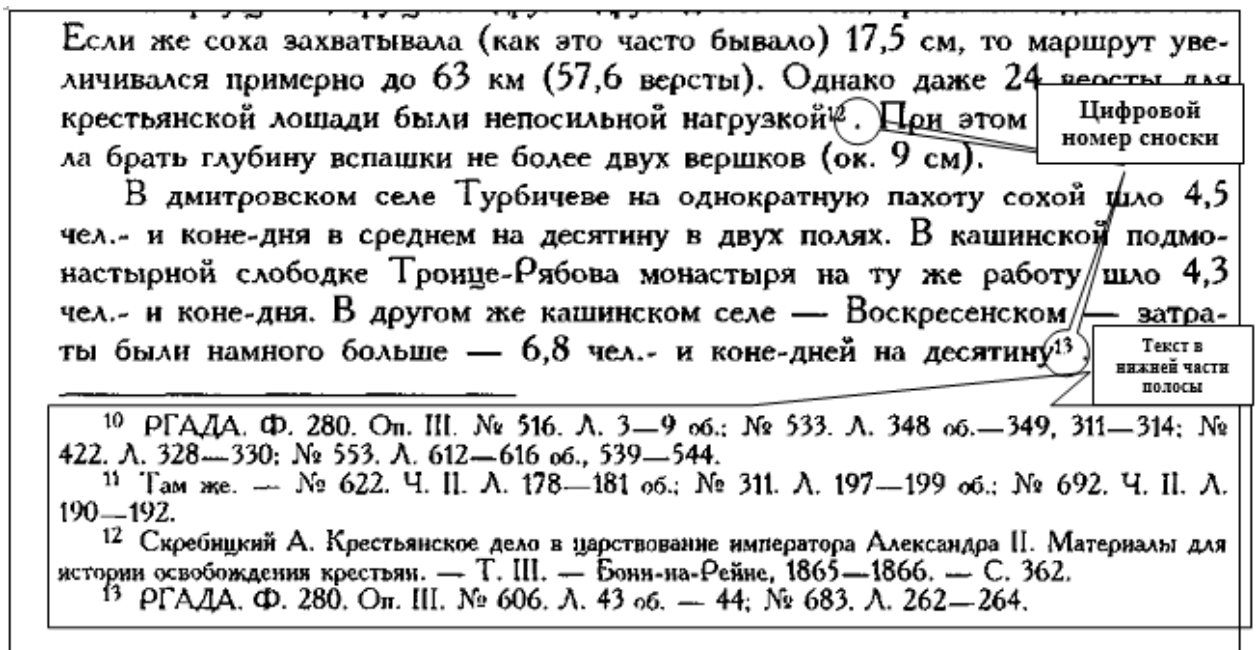 Если же соха захватывала (как это часто бывало) 17,5 см, то маршрут уве-
личивался примерно до 63 км (57,6 версты). Однако даже 24 версты для
крестьянской лошади были непосильной нагрузкой12. При этом
ла брать глубину вспашки не более двух вершков (ок. 9 см).
Цифровой
номер сноски
В дмитровском селе Турбичеве на однократную пахоту сохой шло 4,5
чел.- и коне-дня в среднем на десятину в двух полях. В кашинской подмо-
настырной слободке Троице-Рябова монастыря на ту же работу шло 4,3
чел.- и коне-дня. В другом же кашинском селе — Воскресенском — затра-
ты были намного больше — 6,8 чел.- и коне-дней на десятину13.
Текст в
нижней части
полосы
10 РГАДА. Ф. 280. Оп. III. № 516. Л. 3—9 об.; № 533. Л. 348 об.—349, 311—314; №
422. Л. 328—330; № 553. Л. 612—616 об., 539—544.
11 Там же. — № 622. Ч. II. Л. 178—181 об.; № 311. Л. 197—199 об.; № 692. Ч. II. Л.
190—192.
12 Скребицкий А. Крестьянское дело в царствование императора Александра II. Материалы для
истории освобождения крестьян. — Т. III. — Бонн-на-Рейне, 1865—1866. — С. 362.
13 РГАДА. Ф. 280. Оп. III. № 606. Л. 43 об. — 44; № 683. Л. 262—264.